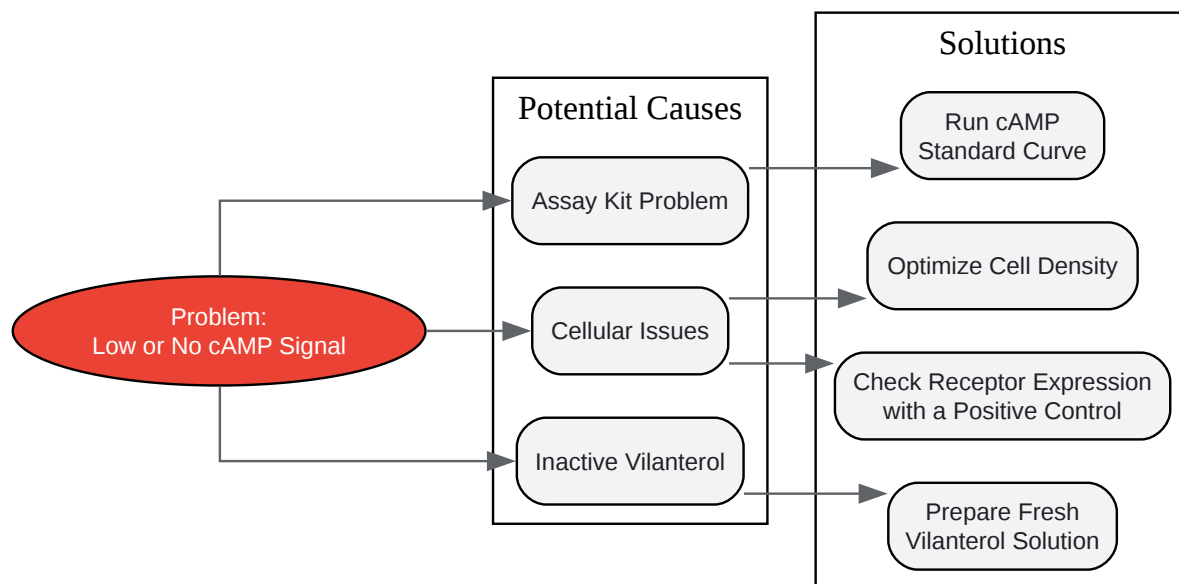 Problem:
Low or No cAMP Signal
Potential Causes
Assay Kit Problem
Cellular Issues
Inactive Vilanterol
Solutions
Run cAMP
Standard Curve
Optimize Cell Density
Check Receptor Expression
with a Positive Control
Prepare Fresh
Vilanterol Solution